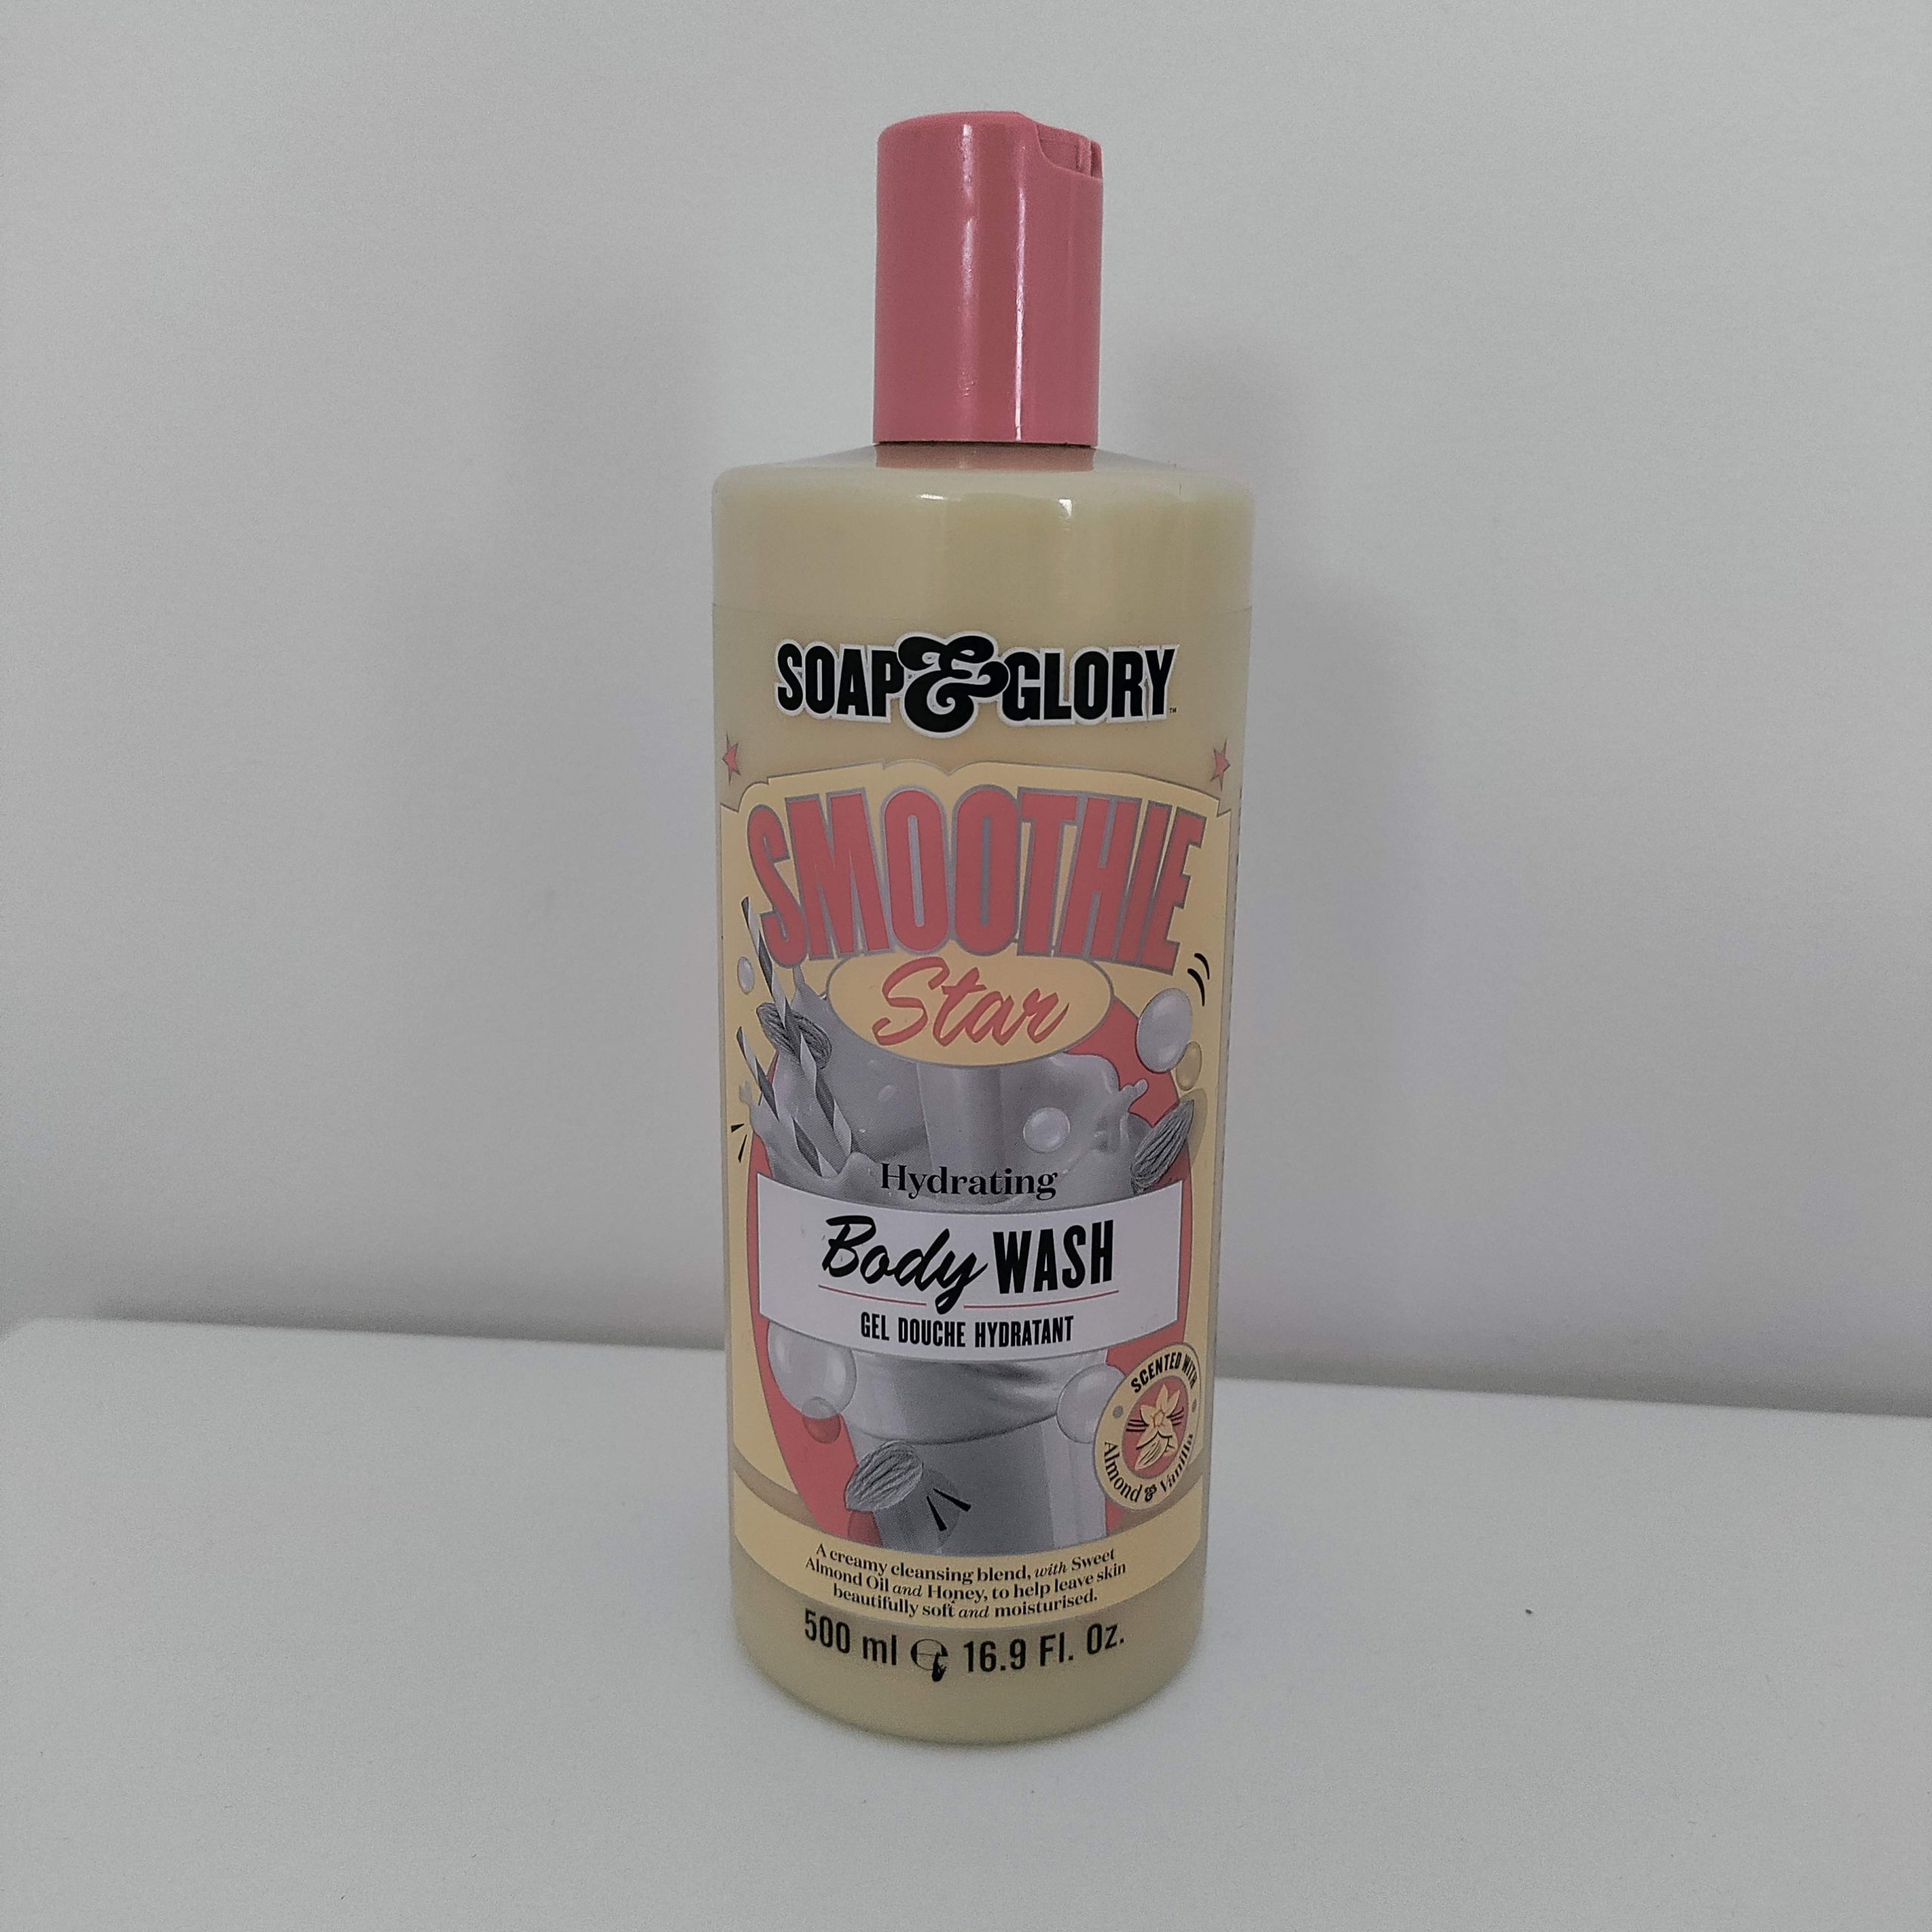 SOAP & GLORY™
SMOOTHIE
Star
Hydrating
Body WASH
GEL DOUCHE HYDRATANT
SCENTED WITH
Almond & Vanilla
A creamy cleansing blend, with Sweet
Almond Oil and Honey, to help leave skin
beautifully soft and moisturised.
500 ml ℮ 16.9 Fl. Oz.